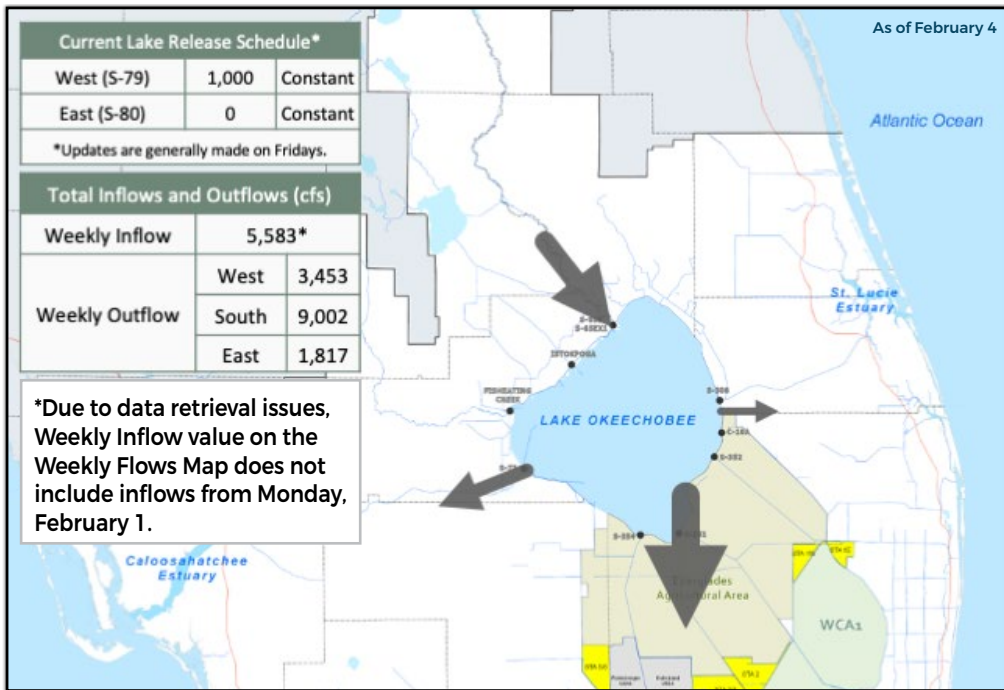 As of February 4
Current Lake Release Schedule*
West (S-79) 1,000 Constant
East (S-80) 0 Constant
*Updates are generally made on Fridays.
Total Inflows and Outflows (cfs)
Weekly Inflow 5,583*
Weekly Outflow
West 3,453
South 9,002
East 1,817
*Due to data retrieval issues,
Weekly Inflow value on the
Weekly Flows Map does not
include inflows from Monday,
February 1.
Atlantic Ocean
St. Lucie
Estuary
S-65EX1
ISTOKPOGA
FISHEATING
CREEK
LAKE OKEECHOBEE
S-308
C-10A
S-352
S-354
Agricultural Area
Caloosahatchee
Estuary
WCA1
STA 2